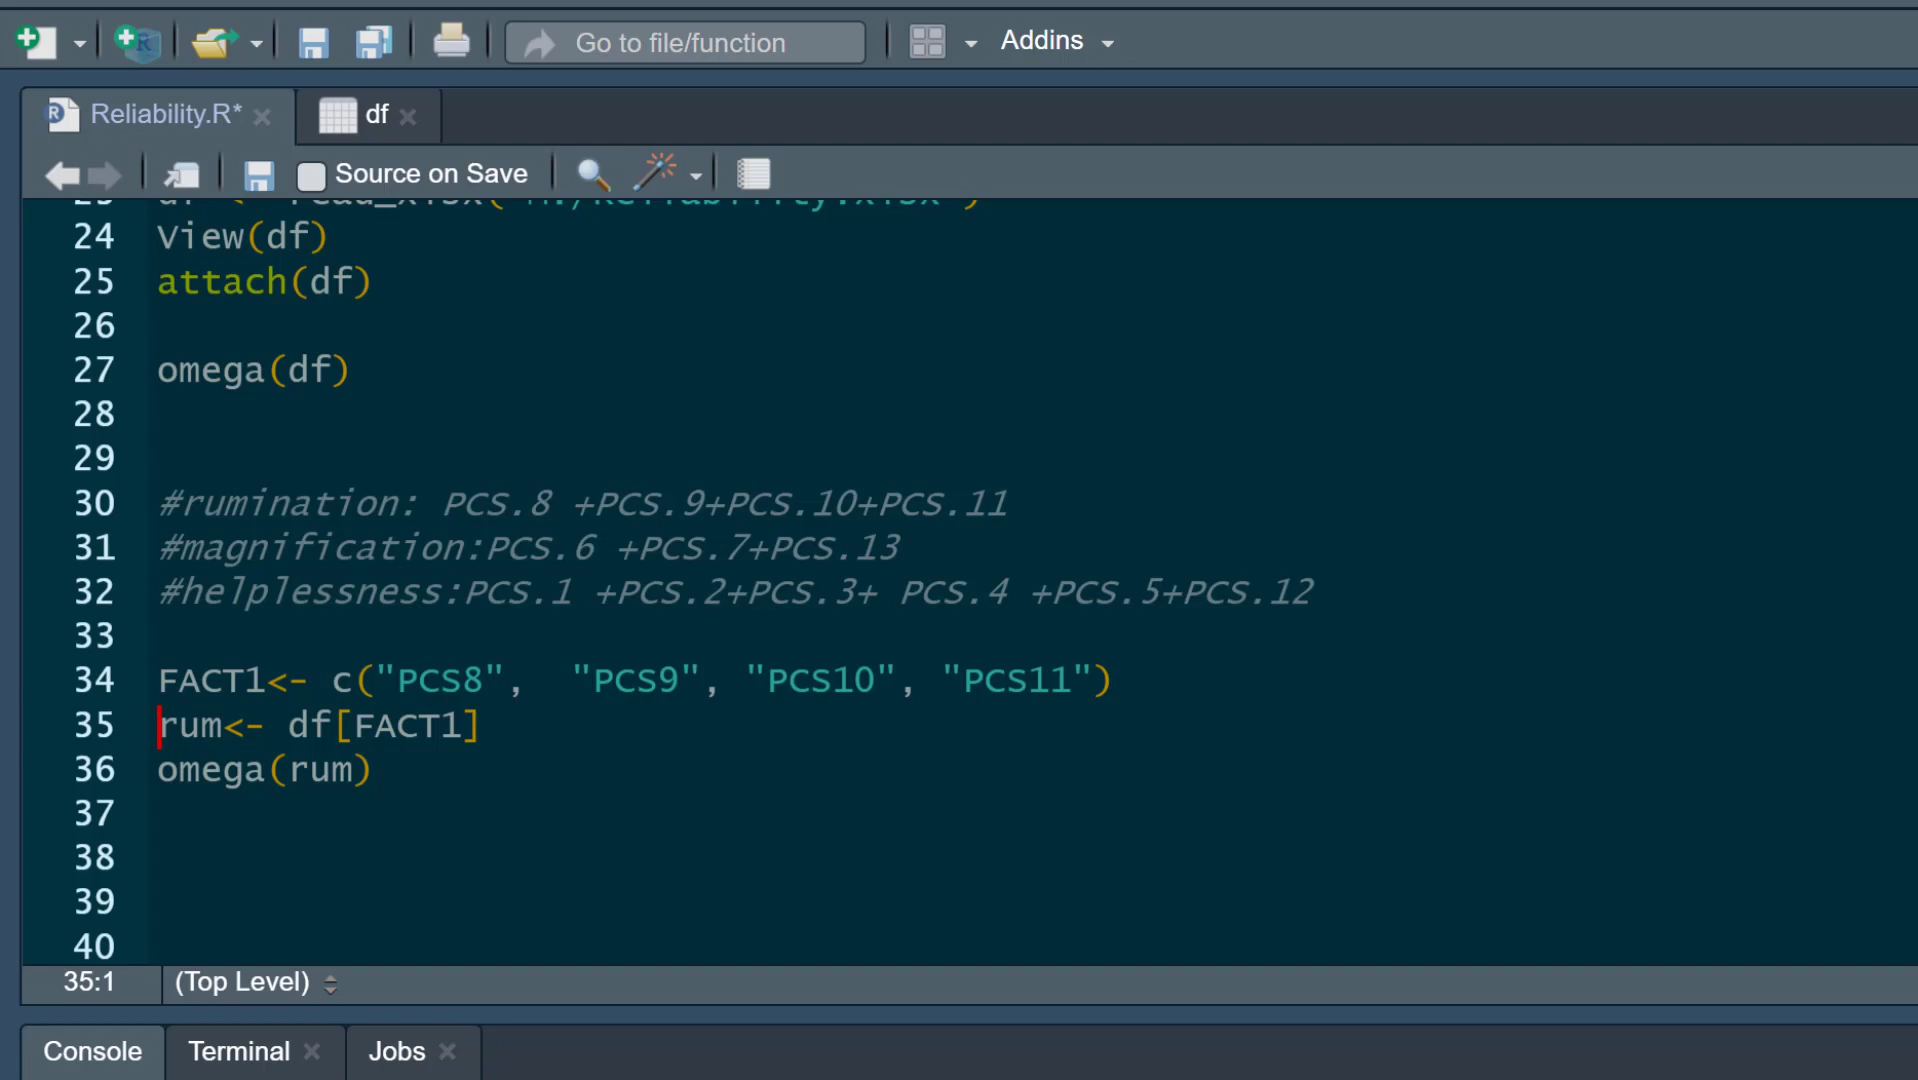 Go to file/function
Addins
Reliability.R*
df
Source on Save
24 View(df)
25 attach(df)
26
27 omega(df)
28
29
30 #rumination: PCS.8 +PCS.9+PCS.10+PCS.11
31 #magnification:PCS.6 +PCS.7+PCS.13
32 #helplessness:PCS.1 +PCS.2+PCS.3+ PCS.4 +PCS.5+PCS.12
33
34 FACT1<- c("PCS8",  "PCS9", "PCS10", "PCS11")
35 rum<- df[FACT1]
36 omega(rum)
37
38
39
40
35:1 (Top Level)
Console Terminal Jobs